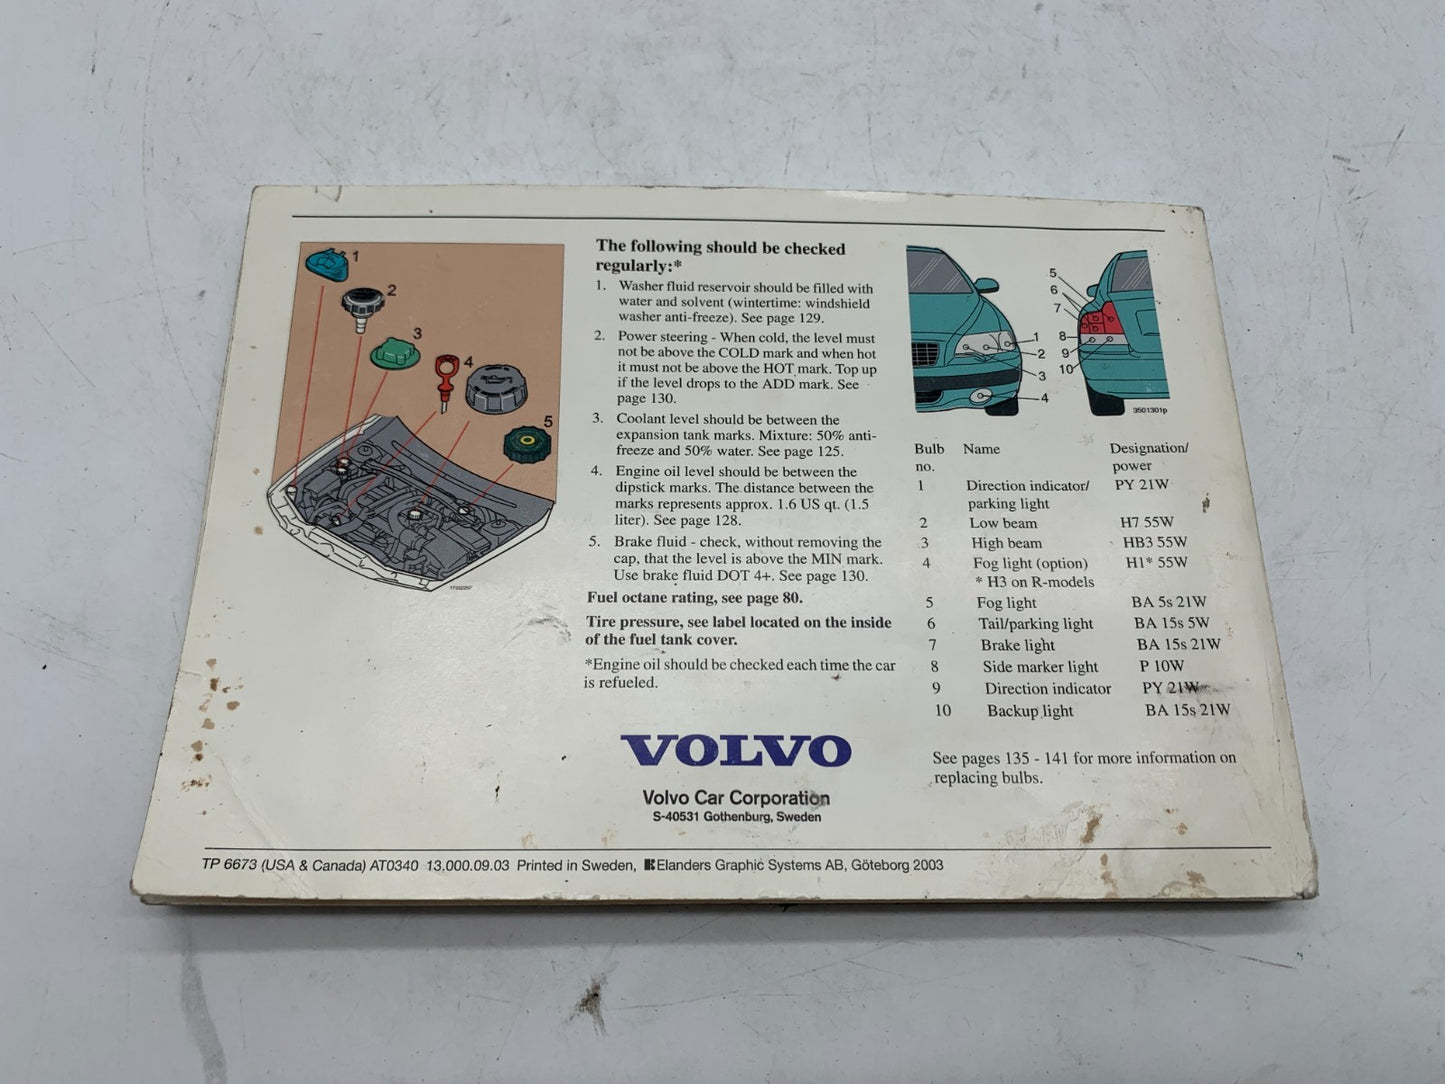 1
2
3
4
5
1700225F
The following should be checked
regularly:*
1. Washer fluid reservoir should be filled with
water and solvent (wintertime: windshield
washer anti-freeze). See page 129.
2. Power steering - When cold, the level must
not be above the COLD mark and when hot
it must not be above the HOT mark. Top up
if the level drops to the ADD mark. See
page 130.
3. Coolant level should be between the
expansion tank marks. Mixture: 50% anti-
freeze and 50% water. See page 125.
4. Engine oil level should be between the
dipstick marks. The distance between the
marks represents approx. 1.6 US qt. (1.5
liter). See page 128.
5. Brake fluid - check, without removing the
cap, that the level is above the MIN mark.
Use brake fluid DOT 4+. See page 130.
Fuel octane rating, see page 80.
Tire pressure, see label located on the inside
of the fuel tank cover.
*Engine oil should be checked each time the car
is refueled.
VOLVO
Volvo Car Corporation
S-40531 Gothenburg, Sweden
1
2
3
4
5
6
7
8
9
10
3501301p
Bulb Name Designation/
no. power
1 Direction indicator/ PY 21W
parking light
2 Low beam H7 55W
3 High beam HB3 55W
4 Fog light (option) H1* 55W
* H3 on R-models
5 Fog light BA 5s 21W
6 Tail/parking light BA 15s 5W
7 Brake light BA 15s 21W
8 Side marker light P 10W
9 Direction indicator PY 21W
10 Backup light BA 15s 21W
See pages 135 - 141 for more information on
replacing bulbs.
TP 6673 (USA & Canada) AT0340 13.000.09.03 Printed in Sweden, Elanders Graphic Systems AB, Göteborg 2003